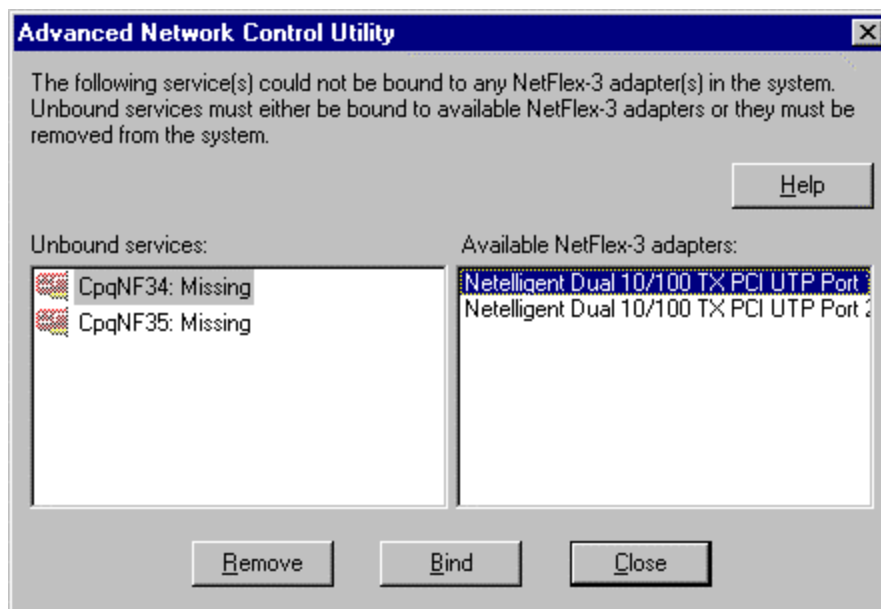 Advanced Network Control Utility
The following service(s) could not be bound to any NetFlex-3 adapter(s) in the system.
Unbound services must either be bound to available NetFlex-3 adapters or they must be
removed from the system.
Help
Unbound services:
Available NetFlex-3 adapters:
CpqNF34: Missing
CpqNF35: Missing
Netelligent Dual 10/100 TX PCI UTP Port
Netelligent Dual 10/100 TX PCI UTP Port 2
Remove
Bind
Close